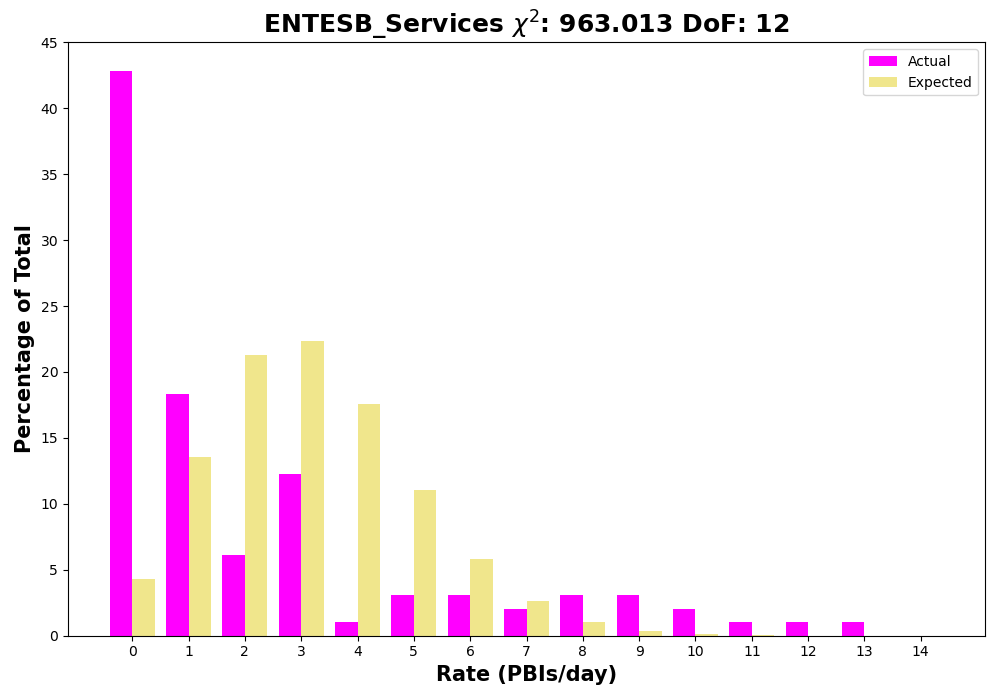 ENTESB_Services χ²: 963.013 DoF: 12
Actual
Expected
Percentage of Total
45
40
35
30
25
20
15
10
5
0
0 1 2 3 4 5 6 7 8 9 10 11 12 13 14
Rate (PBIs/day)